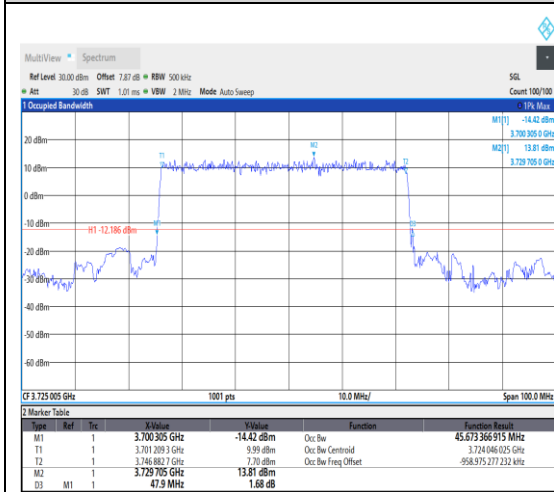 MultiView Spectrum
Ref Level 30.00 dBm Offset 7.87 dB RBW 500 kHz SGL
Att 30 dB SWT 1.01 ms VBW 2 MHz Mode Auto Sweep Count 100/100
1 Occupied Bandwidth 1Pk Max
M1[1] -14.42 dBm
3.700 305 0 GHz
M2[1] 13.81 dBm
3.729 705 0 GHz
20 dBm
M2
T1
T2
10 dBm
0 dBm
-10 dBm
M1
H1 -12.186 dBm
-20 dBm
-30 dBm
-40 dBm
-50 dBm
-60 dBm
CF 3.725 005 GHz 1001 pts 10.0 MHz/ Span 100.0 MHz
2 Marker Table
Type Ref Trc X-Value Y-Value Function Function Result
M1 1 3.700 305 GHz -14.42 dBm Occ Bw 45.673 366 915 MHz
T1 1 3.701 209 3 GHz 9.99 dBm Occ Bw Centroid 3.724 046 025 GHz
T2 1 3.746 882 7 GHz 7.70 dBm Occ Bw Freq Offset -958.975 277 232 kHz
M2 1 3.729 705 GHz 13.81 dBm
D3 M1 1 47.9 MHz 1.68 dB